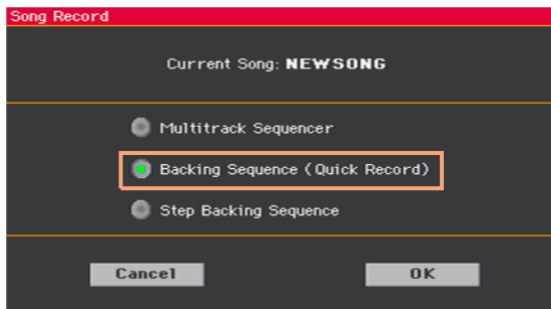 Song Record
Current Song: NEWSONG
Multitrack Sequencer
Backing Sequence (Quick Record)
Step Backing Sequence
Cancel OK